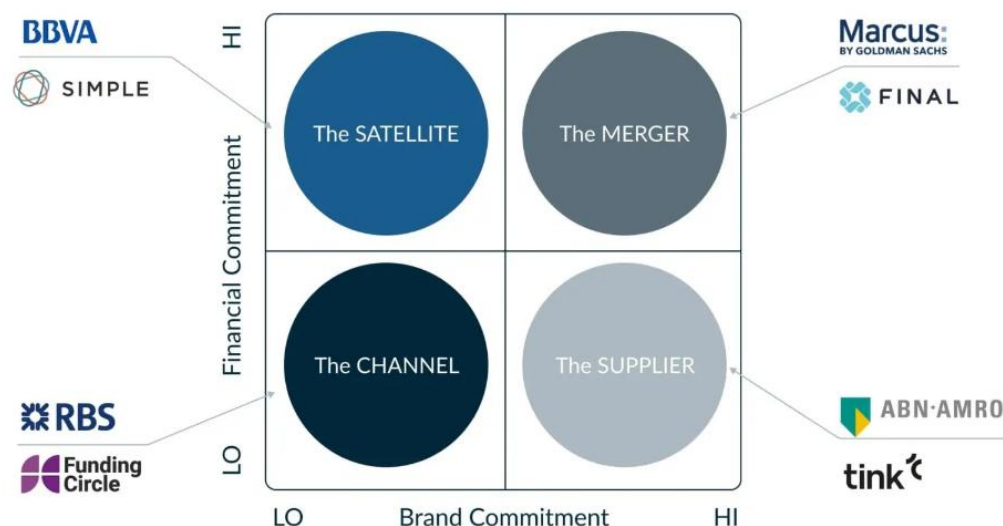 BBVA
SIMPLE
HI
Marcus:
BY GOLDMAN SACHS
FINAL
The SATELLITE
The MERGER
Financial Commitment
The CHANNEL
The SUPPLIER
RBS
Funding
Circle
ABN·AMRO
tink
LO
LO
Brand Commitment
HI